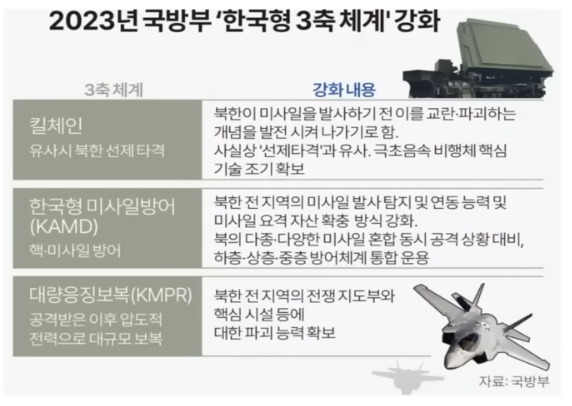 2023년 국방부 ‘한국형 3축 체계' 강화
3축 체계
강화 내용
킬체인
유사시 북한 선제 타격
북한이 미사일을 발사하기 전 이를 교란·파괴하는
개념을 발전 시켜 나가기로 함.
사실상 '선제타격'과 유사. 극초음속 비행체 핵심
기술 조기 확보
한국형 미사일방어
(KAMD)
핵·미사일 방어
북한 전 지역의 미사일 발사 탐지 및 연동 능력 및
미사일 요격 자산 확충 방식 강화.
북의 다종·다양한 미사일 혼합 동시 공격 상황 대비,
하층·상층·중층 방어체계 통합 운용
대량응징보복(KMPR)
공격받은 이후 압도적
전력으로 대규모 보복
북한 전 지역의 전쟁 지도부와
핵심 시설 등에
대한 파괴 능력 확보
자료: 국방부